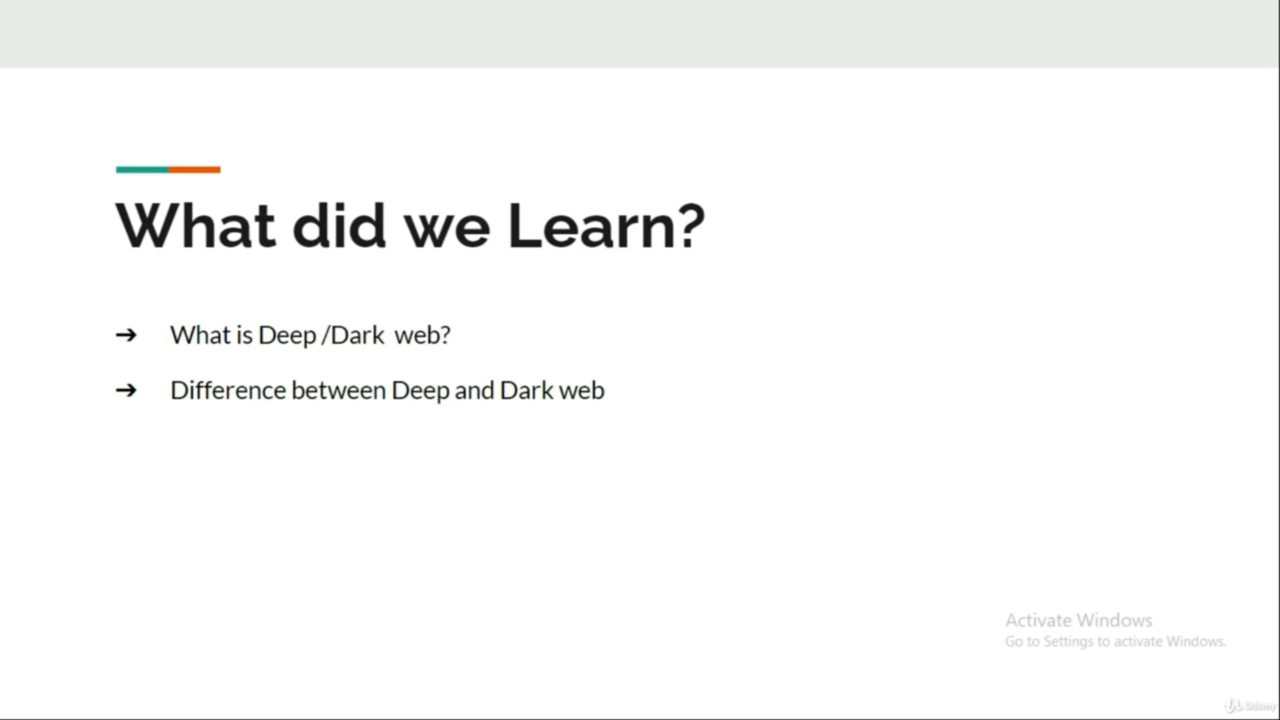 What did we Learn?
➔ What is Deep /Dark  web?
➔ Difference between Deep and Dark web
Activate Windows
Go to Settings to activate Windows.
Udemy